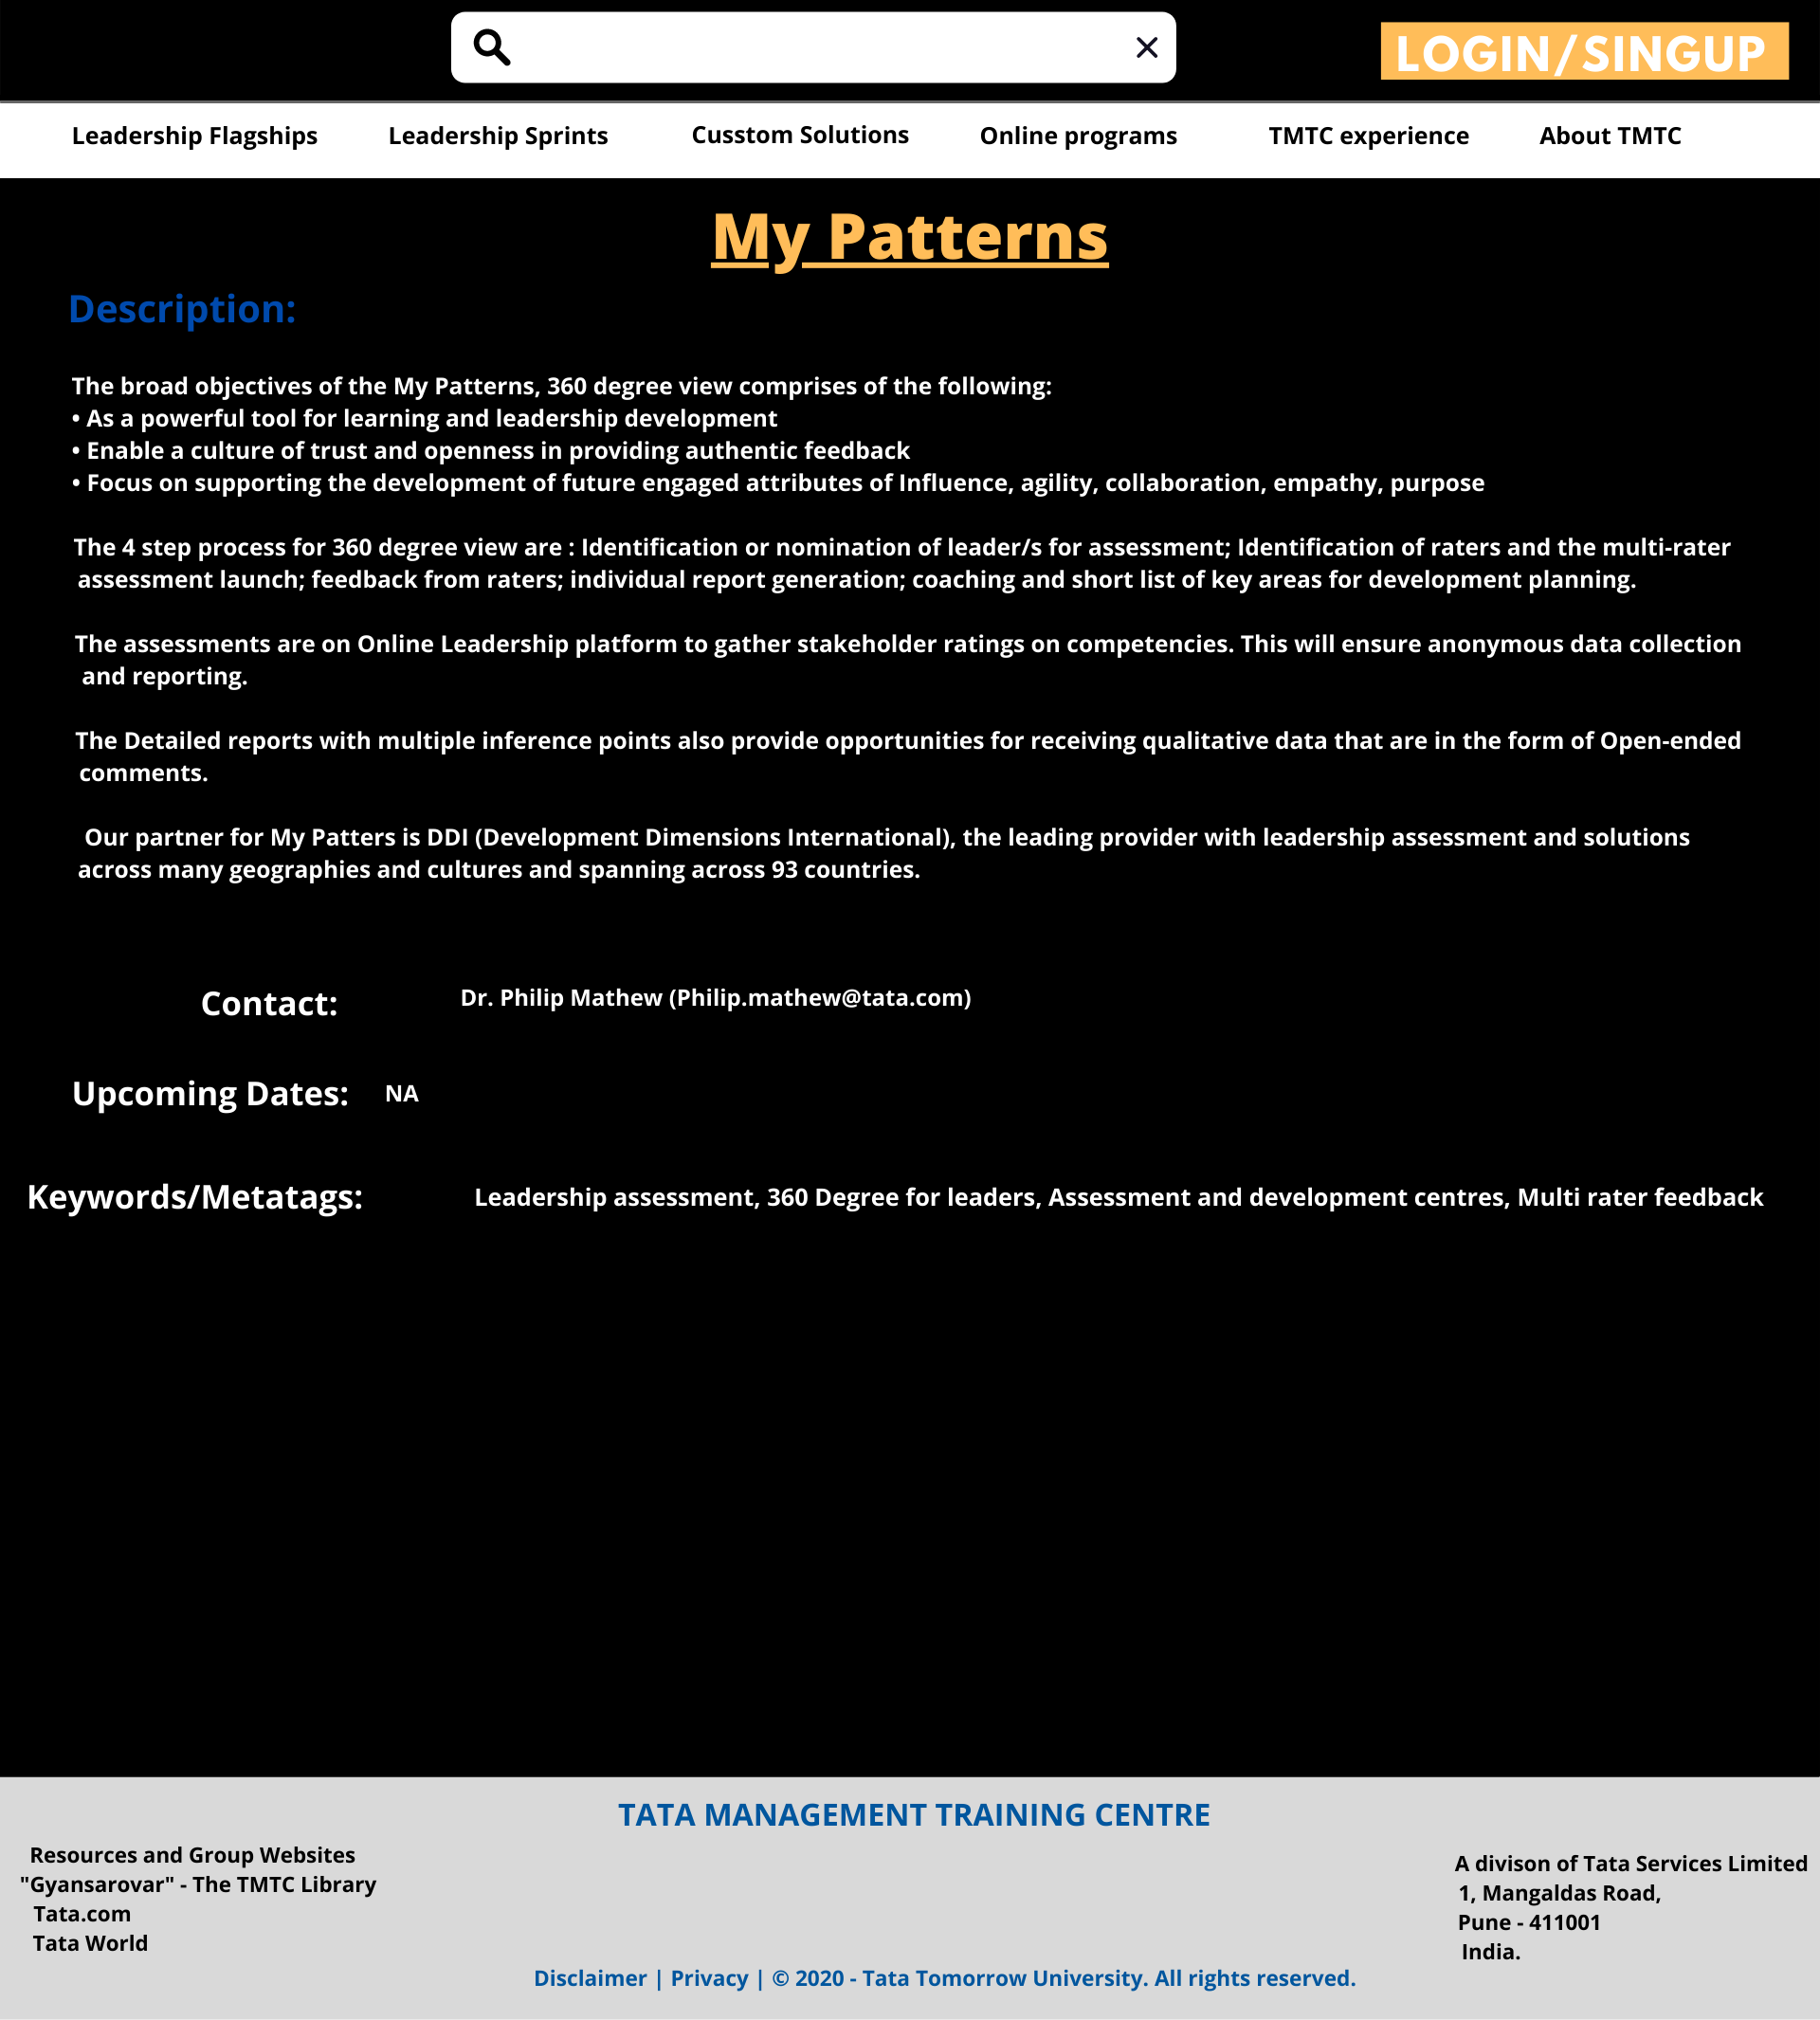 LOGIN/SINGUP
Leadership Flagships
Leadership Sprints
Cusstom Solutions
Online programs
TMTC experience
About TMTC
My Patterns
Description:
The broad objectives of the My Patterns, 360 degree view comprises of the following:
• As a powerful tool for learning and leadership development
• Enable a culture of trust and openness in providing authentic feedback
• Focus on supporting the development of future engaged attributes of Influence, agility, collaboration, empathy, purpose
The 4 step process for 360 degree view are : Identification or nomination of leader/s for assessment; Identification of raters and the multi-rater
assessment launch; feedback from raters; individual report generation; coaching and short list of key areas for development planning.
The assessments are on Online Leadership platform to gather stakeholder ratings on competencies. This will ensure anonymous data collection
and reporting.
The Detailed reports with multiple inference points also provide opportunities for receiving qualitative data that are in the form of Open-ended
comments.
Our partner for My Patters is DDI (Development Dimensions International), the leading provider with leadership assessment and solutions
across many geographies and cultures and spanning across 93 countries.
Contact:
Dr. Philip Mathew (Philip.mathew@tata.com)
Upcoming Dates:
NA
Keywords/Metatags:
Leadership assessment, 360 Degree for leaders, Assessment and development centres, Multi rater feedback
TATA MANAGEMENT TRAINING CENTRE
Resources and Group Websites
"Gyansarovar" - The TMTC Library
Tata.com
Tata World
A divison of Tata Services Limited
1, Mangaldas Road,
Pune - 411001
India.
Disclaimer | Privacy | © 2020 - Tata Tomorrow University. All rights reserved.